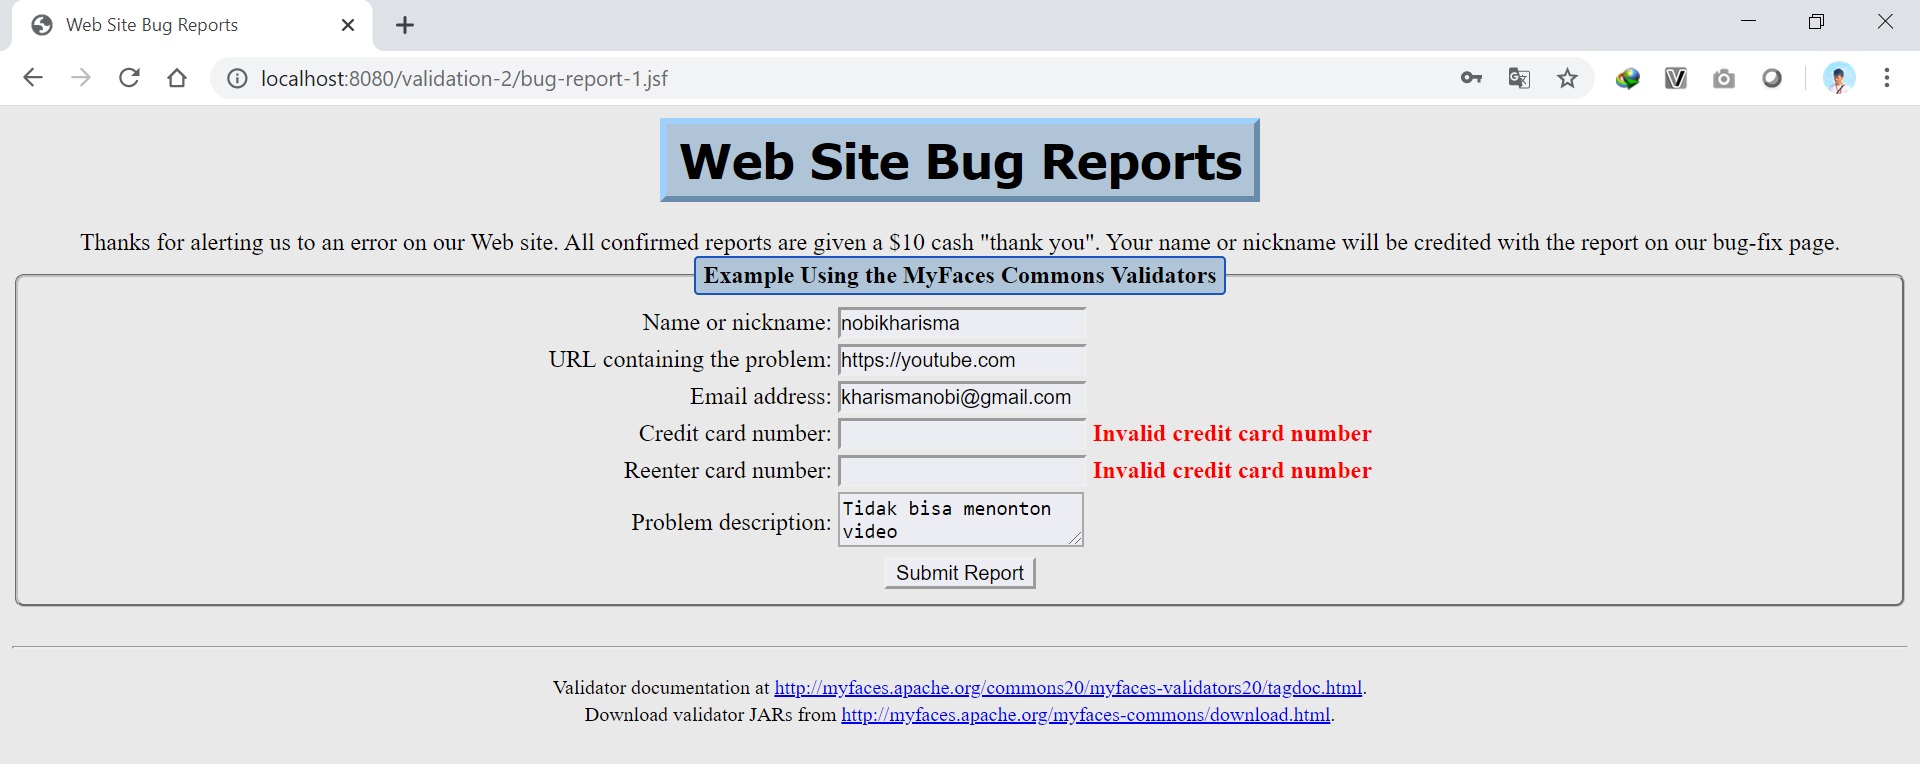 Web Site Bug Reports
localhost:8080/validation-2/bug-report-1.jsf
Web Site Bug Reports
Thanks for alerting us to an error on our Web site. All confirmed reports are given a $10 cash "thank you". Your name or nickname will be credited with the report on our bug-fix page.
Example Using the MyFaces Commons Validators
Name or nickname: nobikharisma
URL containing the problem: https://youtube.com
Email address: kharismanobi@gmail.com
Credit card number: Invalid credit card number
Reenter card number: Invalid credit card number
Problem description: Tidak bisa menonton
video
Submit Report
Validator documentation at http://myfaces.apache.org/commons20/myfaces-validators20/tagdoc.html.
Download validator JARs from http://myfaces.apache.org/myfaces-commons/download.html.